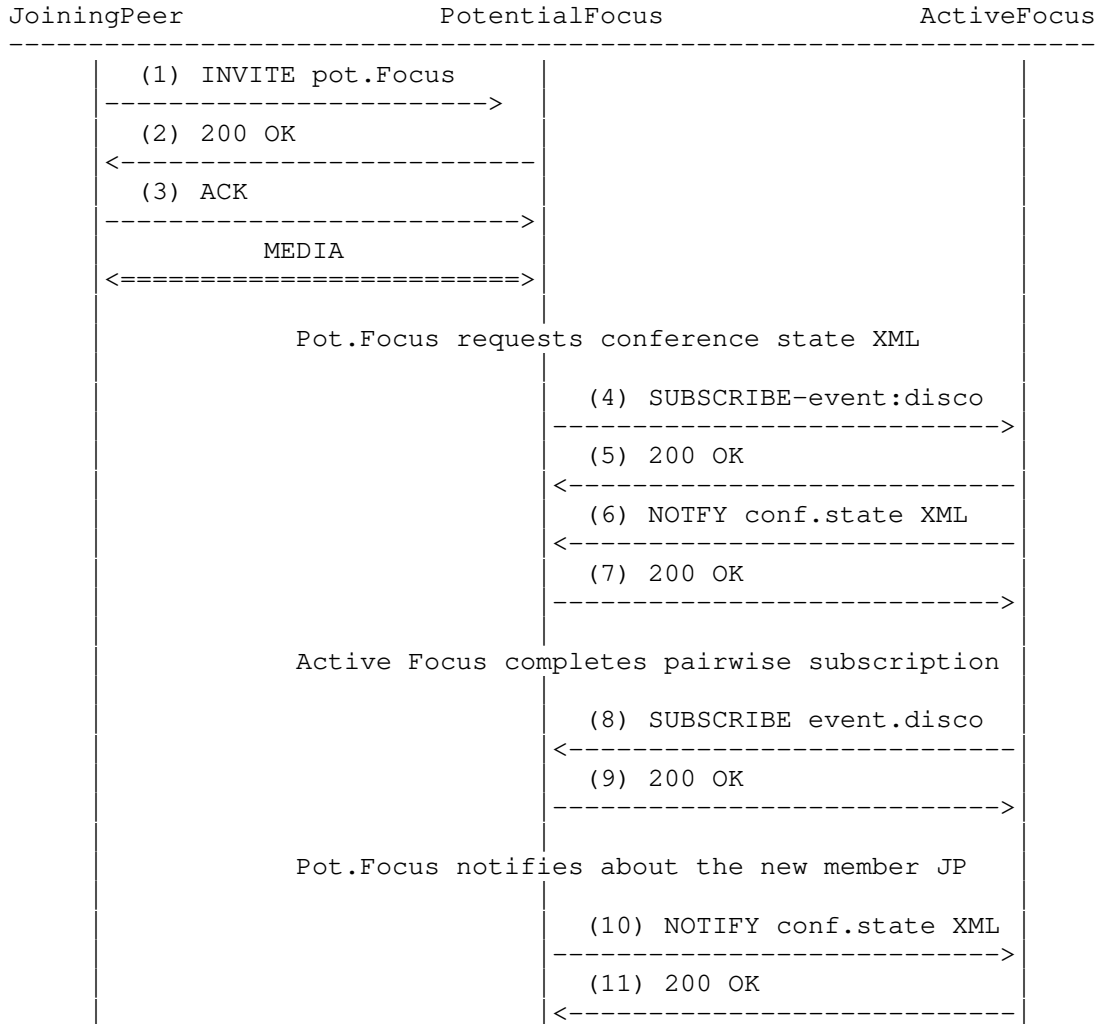 JoiningPeer PotentialFocus ActiveFocus
(1) INVITE pot.Focus
(2) 200 OK
(3) ACK
MEDIA
Pot.Focus requests conference state XML
(4) SUBSCRIBE-event:disco
(5) 200 OK
(6) NOTFY conf.state XML
(7) 200 OK
Active Focus completes pairwise subscription
(8) SUBSCRIBE event.disco
(9) 200 OK
Pot.Focus notifies about the new member JP
(10) NOTIFY conf.state XML
(11) 200 OK